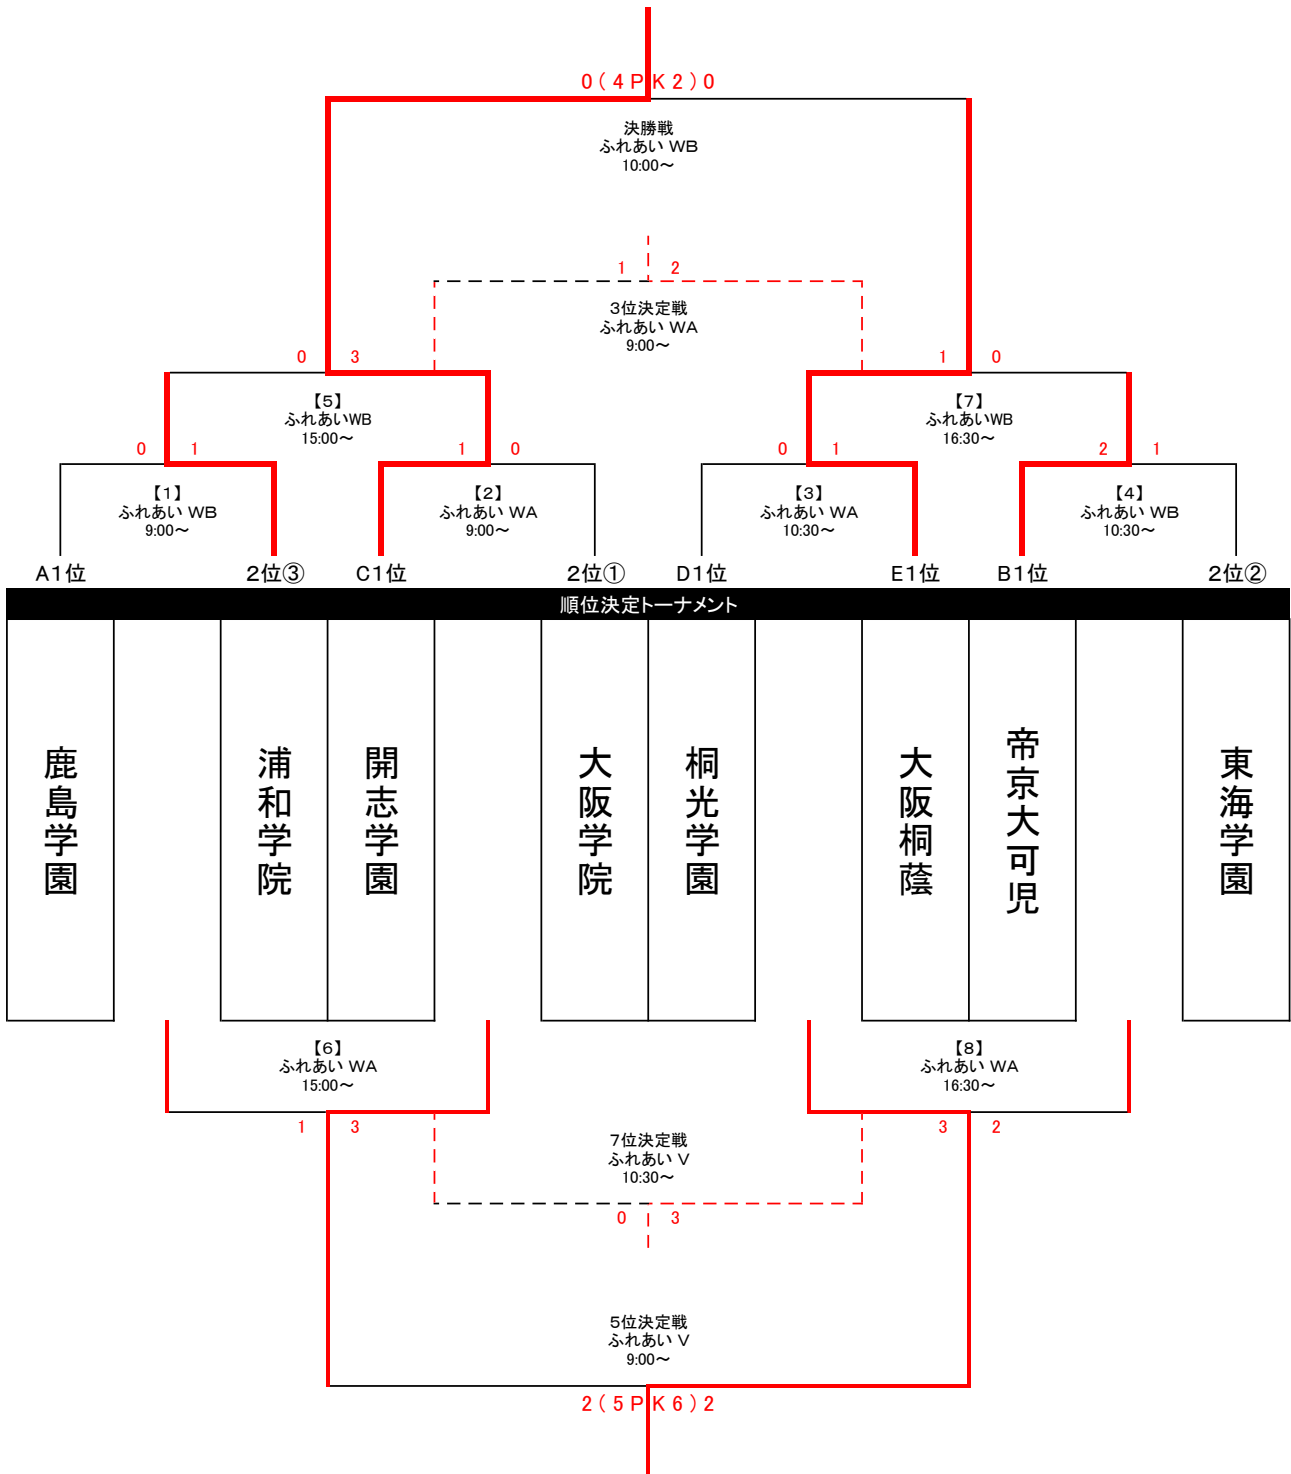 0(4PK2)0
決勝戦
ふれあい WB
10:00~
1 2
3位決定戦
ふれあい WA
9:00~
0 3
1 0
【5】
ふれあいWB
15:00~
【7】
ふれあいWB
16:30~
0 1
1 0
0 1
2 1
【1】
ふれあい WB
9:00~
【2】
ふれあい WA
9:00~
【3】
ふれあい WA
10:30~
【4】
ふれあい WB
10:30~
A1位 2位③ C1位 2位① D1位 E1位 B1位 2位②
順位決定トーナメント
鹿島学園
浦和学院
開志学園
大阪学院
桐光学園
大阪桐蔭
帝京大可児
東海学園
【6】
ふれあい WA
15:00~
【8】
ふれあい WA
16:30~
1 3
3 2
7位決定戦
ふれあい V
10:30~
0 3
5位決定戦
ふれあい V
9:00~
2(5PK6)2